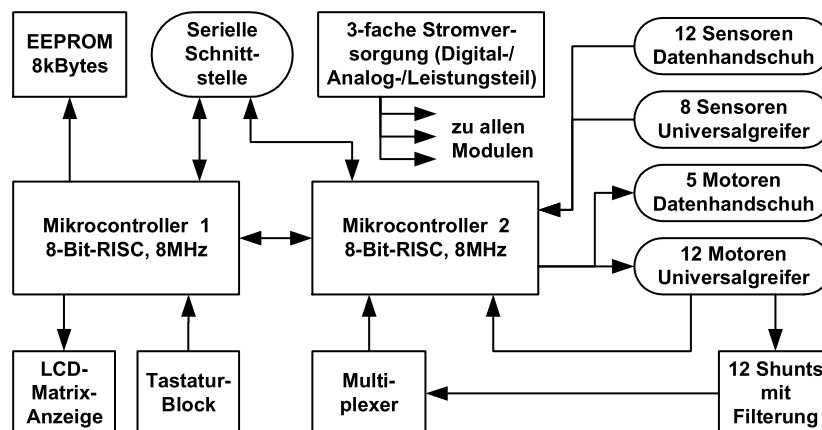 EEPROM
8kBytes
Serielle
Schnitt-
stelle
3-fache Stromver-
sorgung (Digital-/
Analog-/Leistungsteil)
zu allen
Modulen
12 Sensoren
Datenhandschuh
8 Sensoren
Universalgreifer
5 Motoren
Datenhandschuh
12 Motoren
Universalgreifer
Mikrocontroller 1
8-Bit-RISC, 8MHz
Mikrocontroller 2
8-Bit-RISC, 8MHz
LCD-
Matrix-
Anzeige
Tastatur-
Block
Multi-
plexer
12 Shunts
mit
Filterung